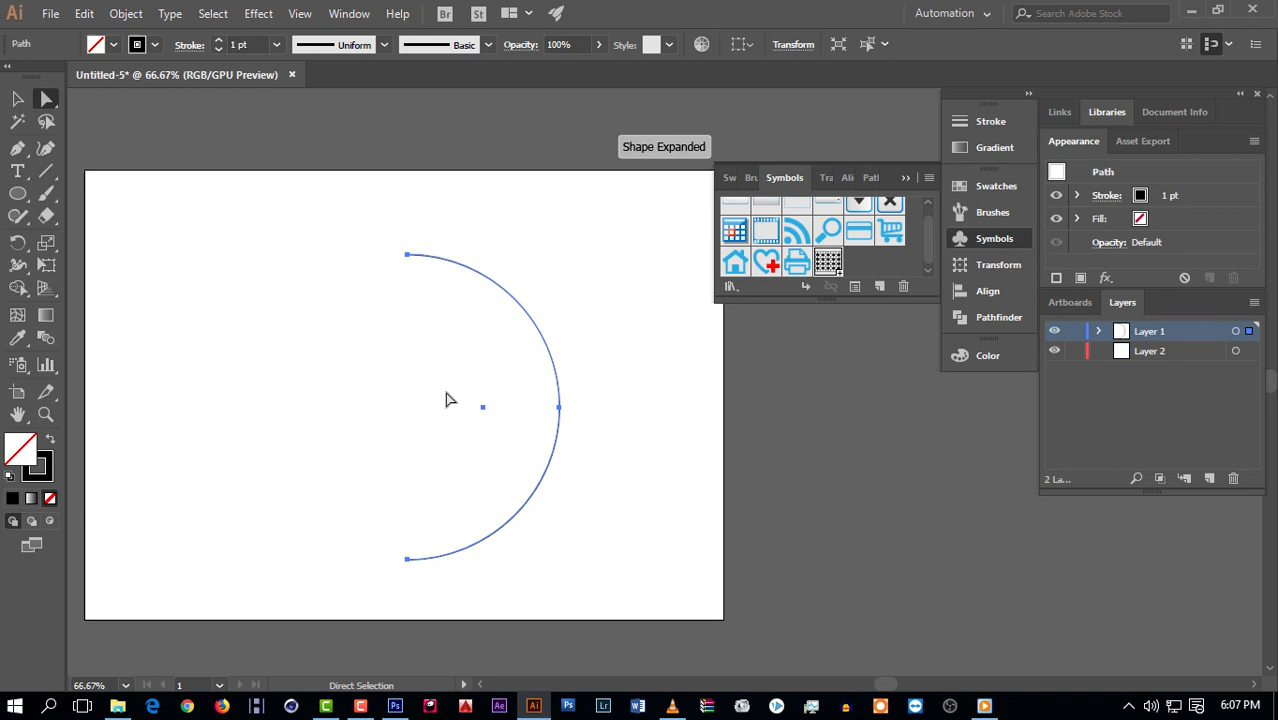 Ai File Edit Object Type Select Effect View Window Help Br St Automation Search Adobe Stock
Path Stroke: 1 pt Uniform Basic Opacity: 100% Style: Transform
Untitled-5* @ 66.67% (RGB/GPU Preview) ×
Shape Expanded
Sw Bru Symbols Tra Ali Pat
Stroke
Gradient
Swatches
Brushes
Symbols
Transform
Align
Pathfinder
Color
Links Libraries Document Info
Appearance Asset Export
Path
Stroke: 1 pt
Fill:
Opacity: Default
fx
Artboards Layers
Layer 1
Layer 2
2 La...
66.67% 1 Direct Selection
Ae Ai Ps Lr W 6:07 PM